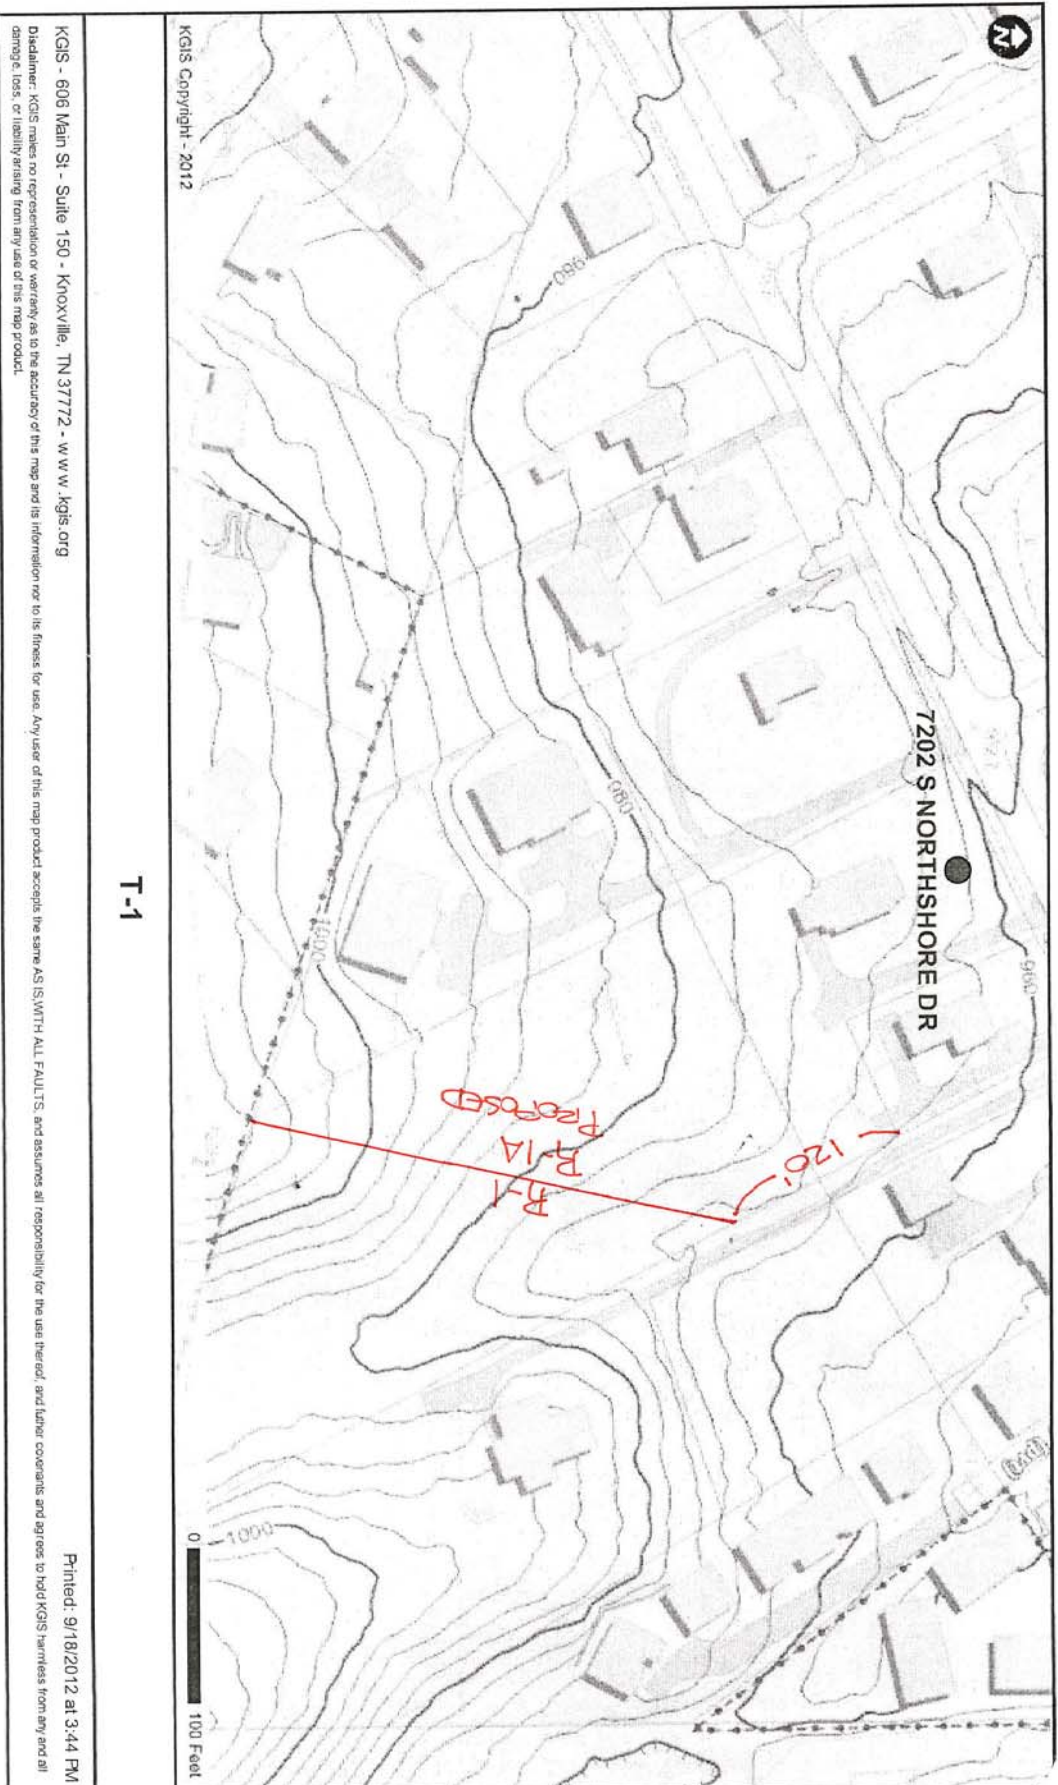 N
7202 S NORTHSHORE DR
960
980
960
980
1000
1000
120'
R-1
R-1A
PROPOSED
KGIS Copyright - 2012
0 100 Feet
T-1
KGIS - 606 Main St - Suite 150 - Knoxville, TN 37772 - www.kgis.org
Printed: 9/18/2012 at 3:44 PM
Disclaimer: KGIS makes no representation or warranty as to the accuracy of this map and its information nor to its fitness for use. Any user of this map product accepts the same AS IS,WITH ALL FAULTS, and assumes all responsibility for the use thereof, and futher covenants and agrees to hold KGIS harmless from any and all
damage, loss, or liability arising from any use of this map product.